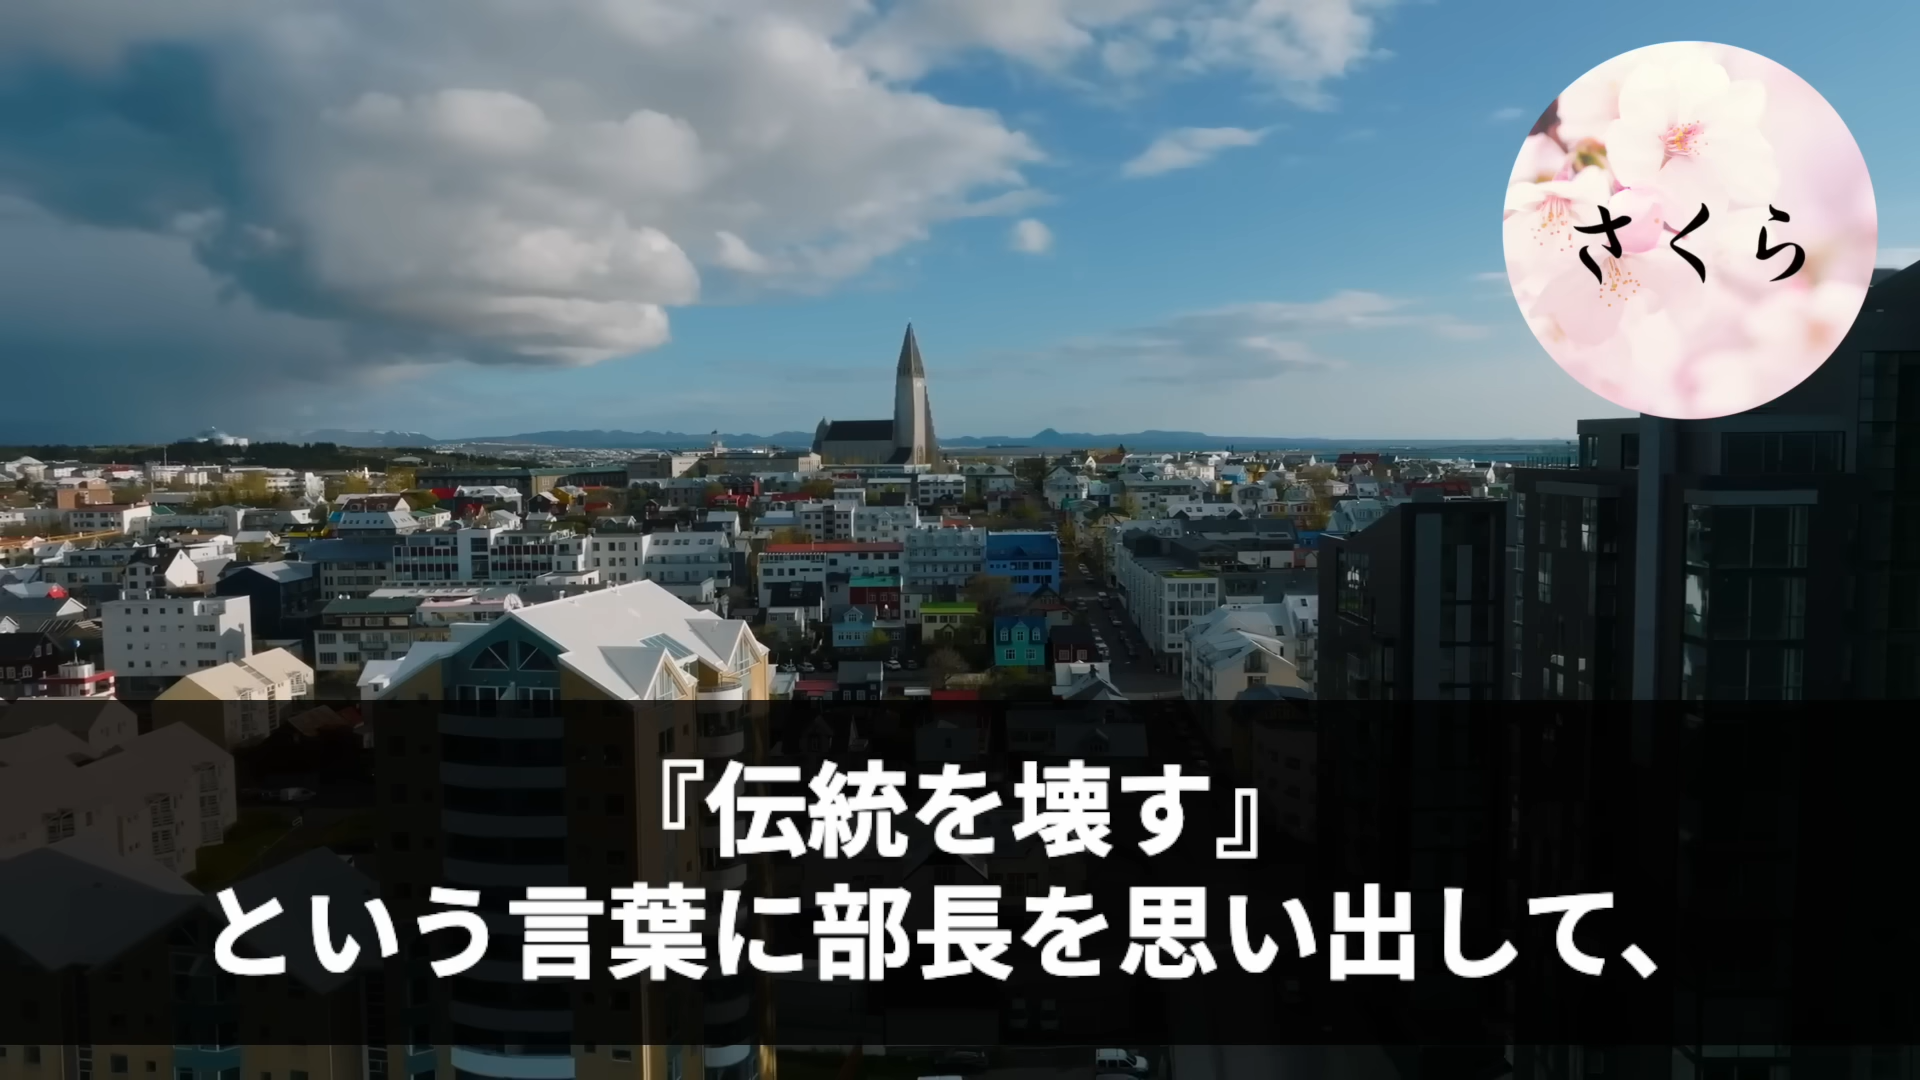 さくら
『伝統を壊す』
という言葉に部長を思い出して、